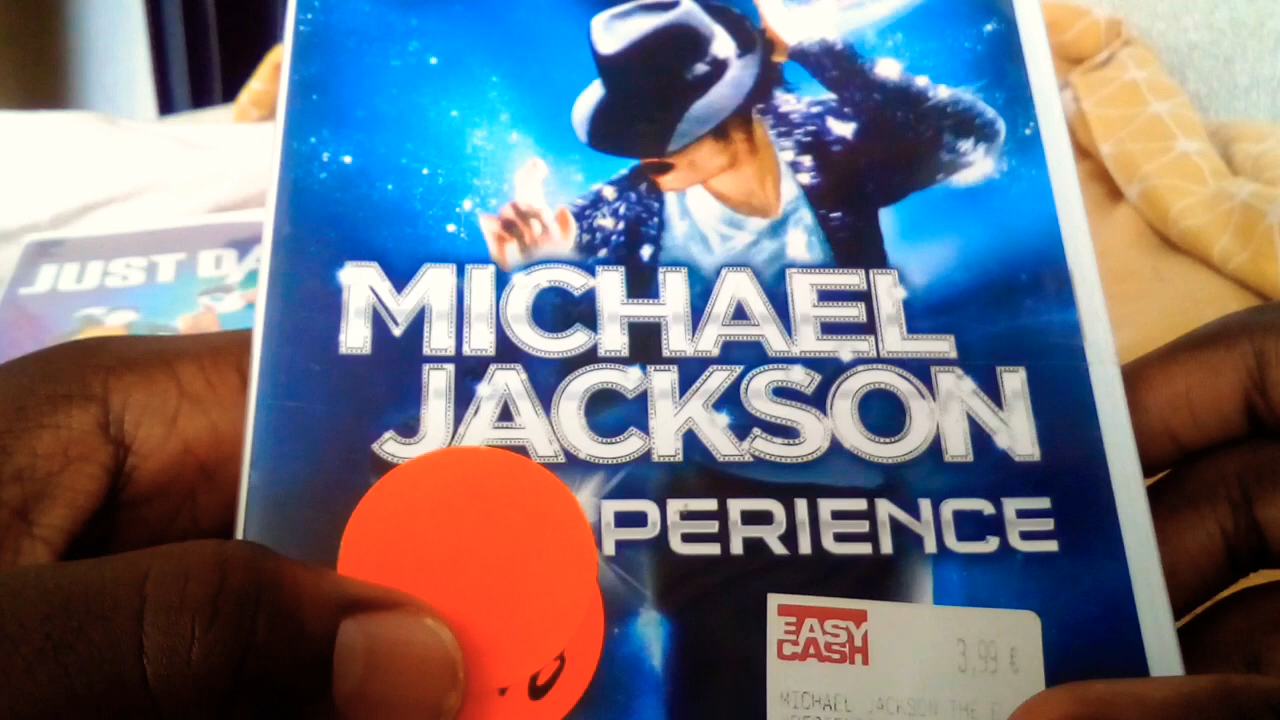 JUST DA
MICHAEL
JACKSON
PERIENCE
EASY
CASH
3,99 €
MICHAEL JACKSON THE E